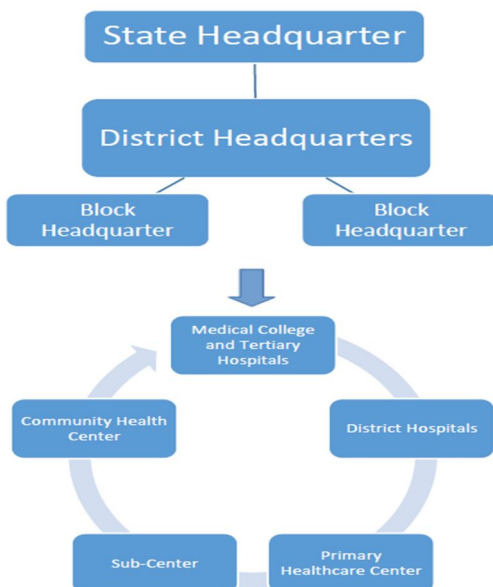 State Headquarter
District Headquarters
Block
Headquarter
Block
Headquarter
Medical College
and Tertiary
Hospitals
Community Health
Center
District Hospitals
Sub-Center
Primary
Healthcare Center